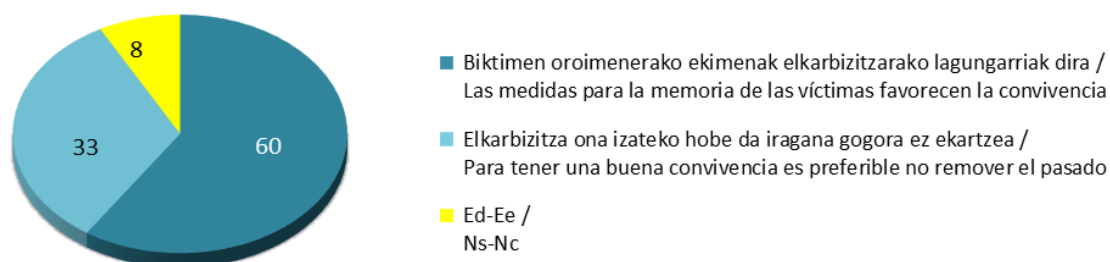 8
33
60
Biktimen oroimenerako ekimenak elkarbizitzarako lagungarriak dira /
Las medidas para la memoria de las víctimas favorecen la convivencia
Elkarbizitza ona izateko hobe da iragana gogora ez ekartzea /
Para tener una buena convivencia es preferible no remover el pasado
Ed-Ee /
Ns-Nc